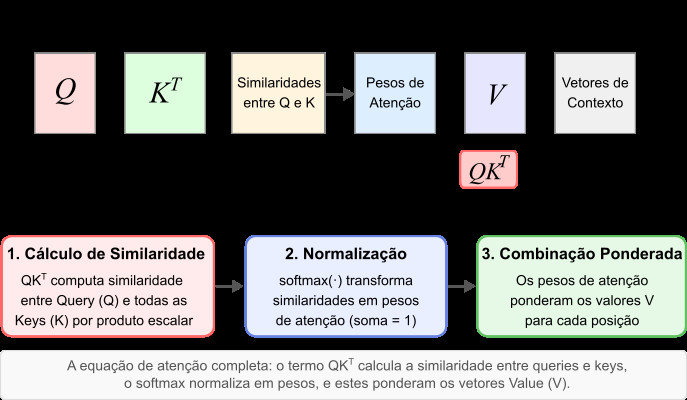 Q
K^T
Similaridades
entre Q e K
Pesos de
Atenção
V
Vetores de
Contexto
QK^T
1. Cálculo de Similaridade
QK^T computa similaridade
entre Query (Q) e todas as
Keys (K) por produto escalar
2. Normalização
softmax(·) transforma
similaridades em pesos
de atenção (soma = 1)
3. Combinação Ponderada
Os pesos de atenção
ponderam os valores V
para cada posição
A equação de atenção completa: o termo QK^T calcula a similaridade entre queries e keys,
o softmax normaliza em pesos, e estes ponderam os vetores Value (V).